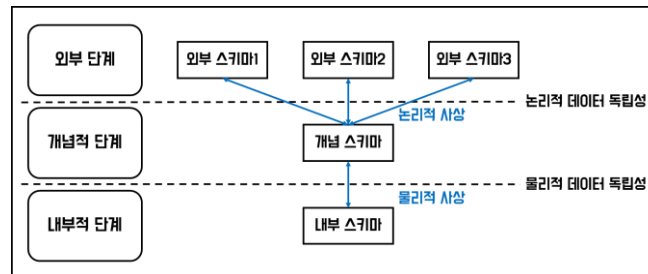 외부 단계
외부 스키마1
외부 스키마2
외부 스키마3
논리적 데이터 독립성
논리적 사상
개념적 단계
개념 스키마
물리적 데이터 독립성
물리적 사상
내부적 단계
내부 스키마